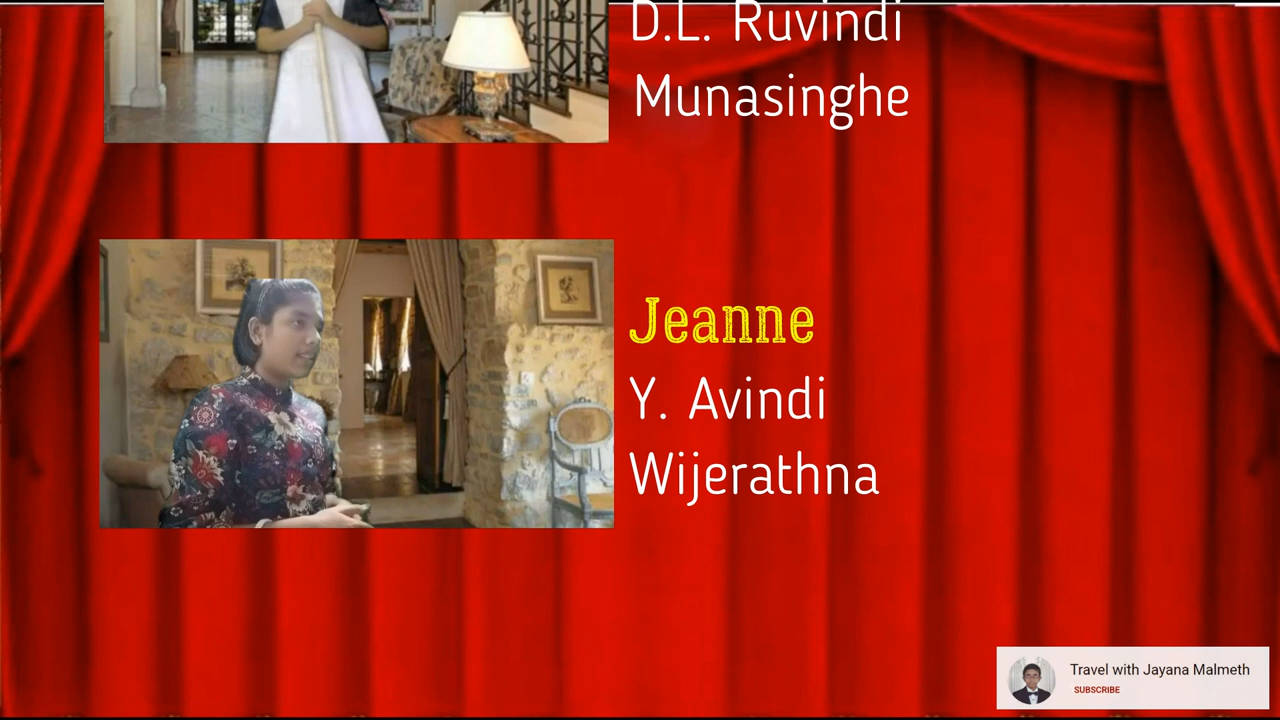 D.L. Ruvindi
Munasinghe
Jeanne
Y. Avindi
Wijerathna
Travel with Jayana Malmeth
SUBSCRIBE